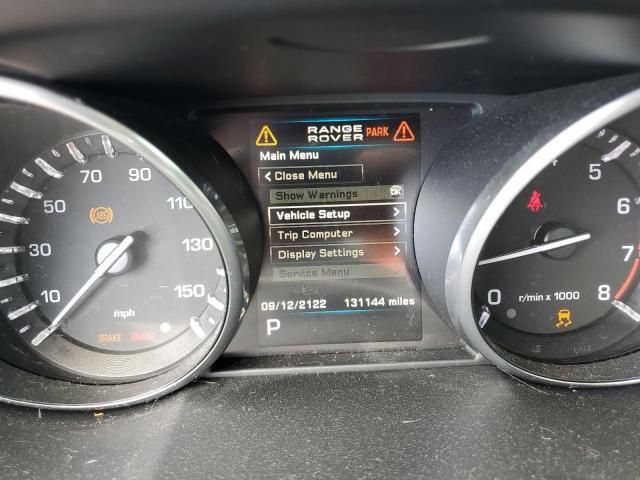 RANGE
ROVER PARK
Main Menu
< Close Menu
Show Warnings OK
Vehicle Setup >
Trip Computer >
Display Settings >
Service Menu
09/12/2122 131144 miles
P
10
30
50
70
90
110
130
150
mph
ABS
BRAKE BRAKE
0
5
6
7
8
r/min x 1000